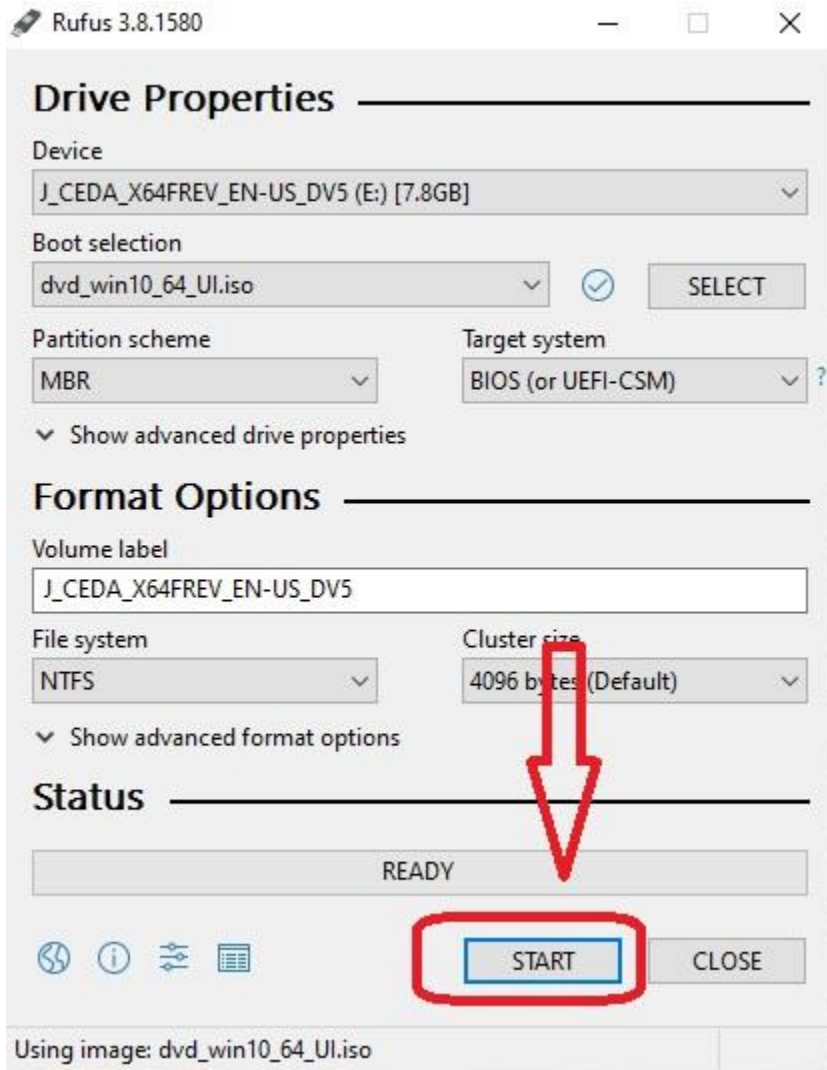 Rufus 3.8.1580
Drive Properties
Device
J_CEDA_X64FREV_EN-US_DV5 (E:) [7.8GB]
Boot selection
dvd_win10_64_UI.iso
SELECT
Partition scheme
Target system
MBR
BIOS (or UEFI-CSM)
?
Show advanced drive properties
Format Options
Volume label
J_CEDA_X64FREV_EN-US_DV5
File system
Cluster size
NTFS
4096 bytes (Default)
Show advanced format options
Status
READY
START
CLOSE
Using image: dvd_win10_64_UI.iso